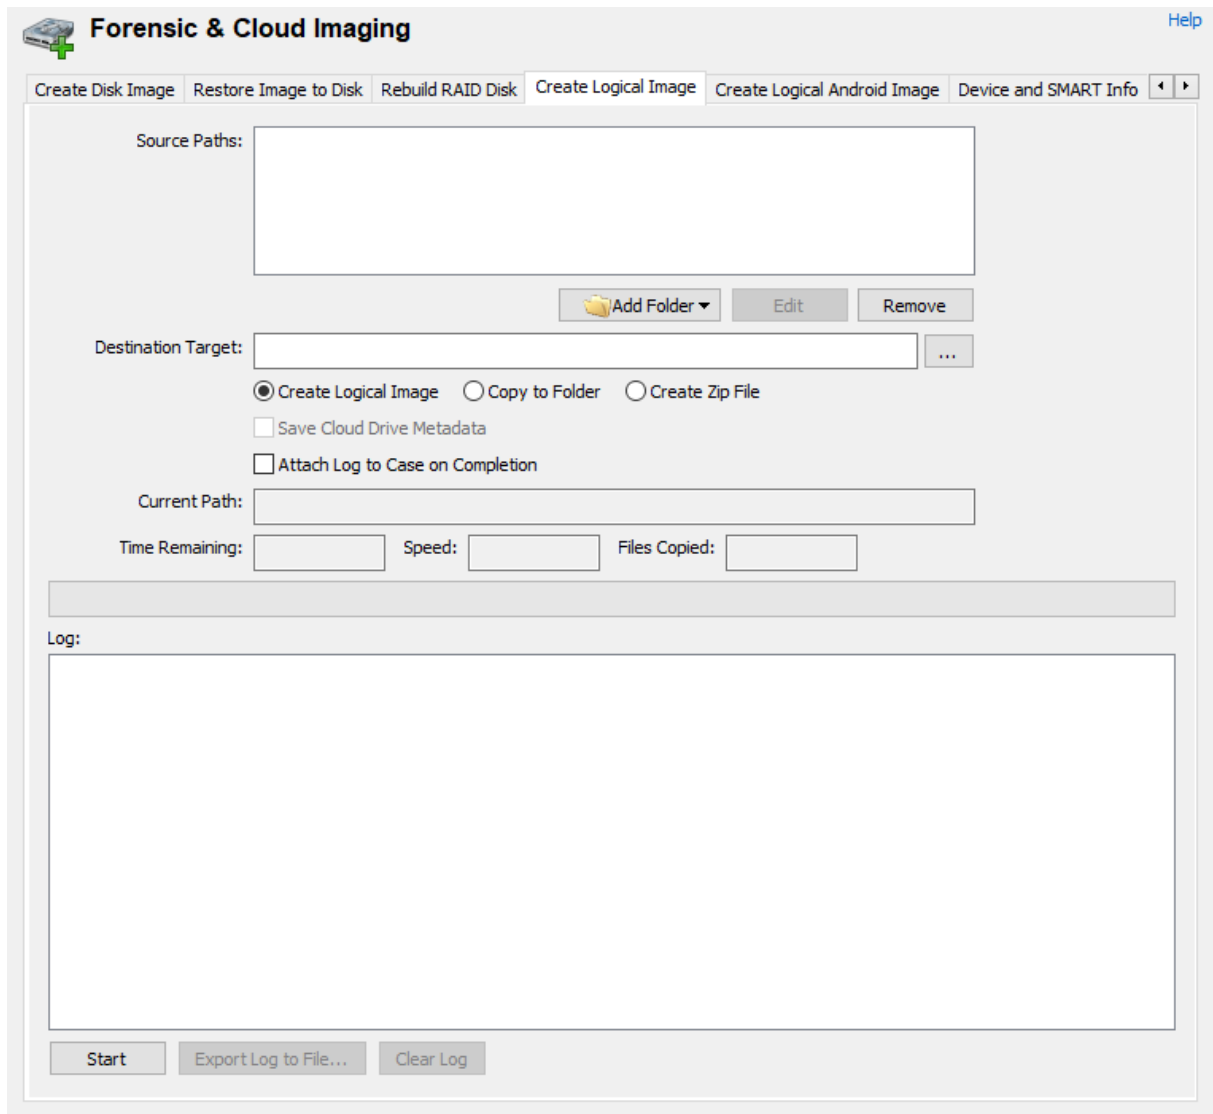 Forensic & Cloud Imaging
Help
Create Disk Image Restore Image to Disk Rebuild RAID Disk Create Logical Image Create Logical Android Image Device and SMART Info
Source Paths:
Add Folder Edit Remove
Destination Target: ...
Create Logical Image Copy to Folder Create Zip File
Save Cloud Drive Metadata
Attach Log to Case on Completion
Current Path:
Time Remaining: Speed: Files Copied:
Log:
Start Export Log to File... Clear Log